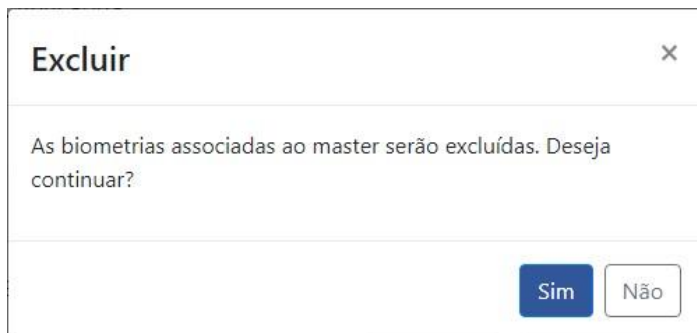 Excluir
×
As biometrias associadas ao master serão excluídas. Deseja
continuar?
Sim Não